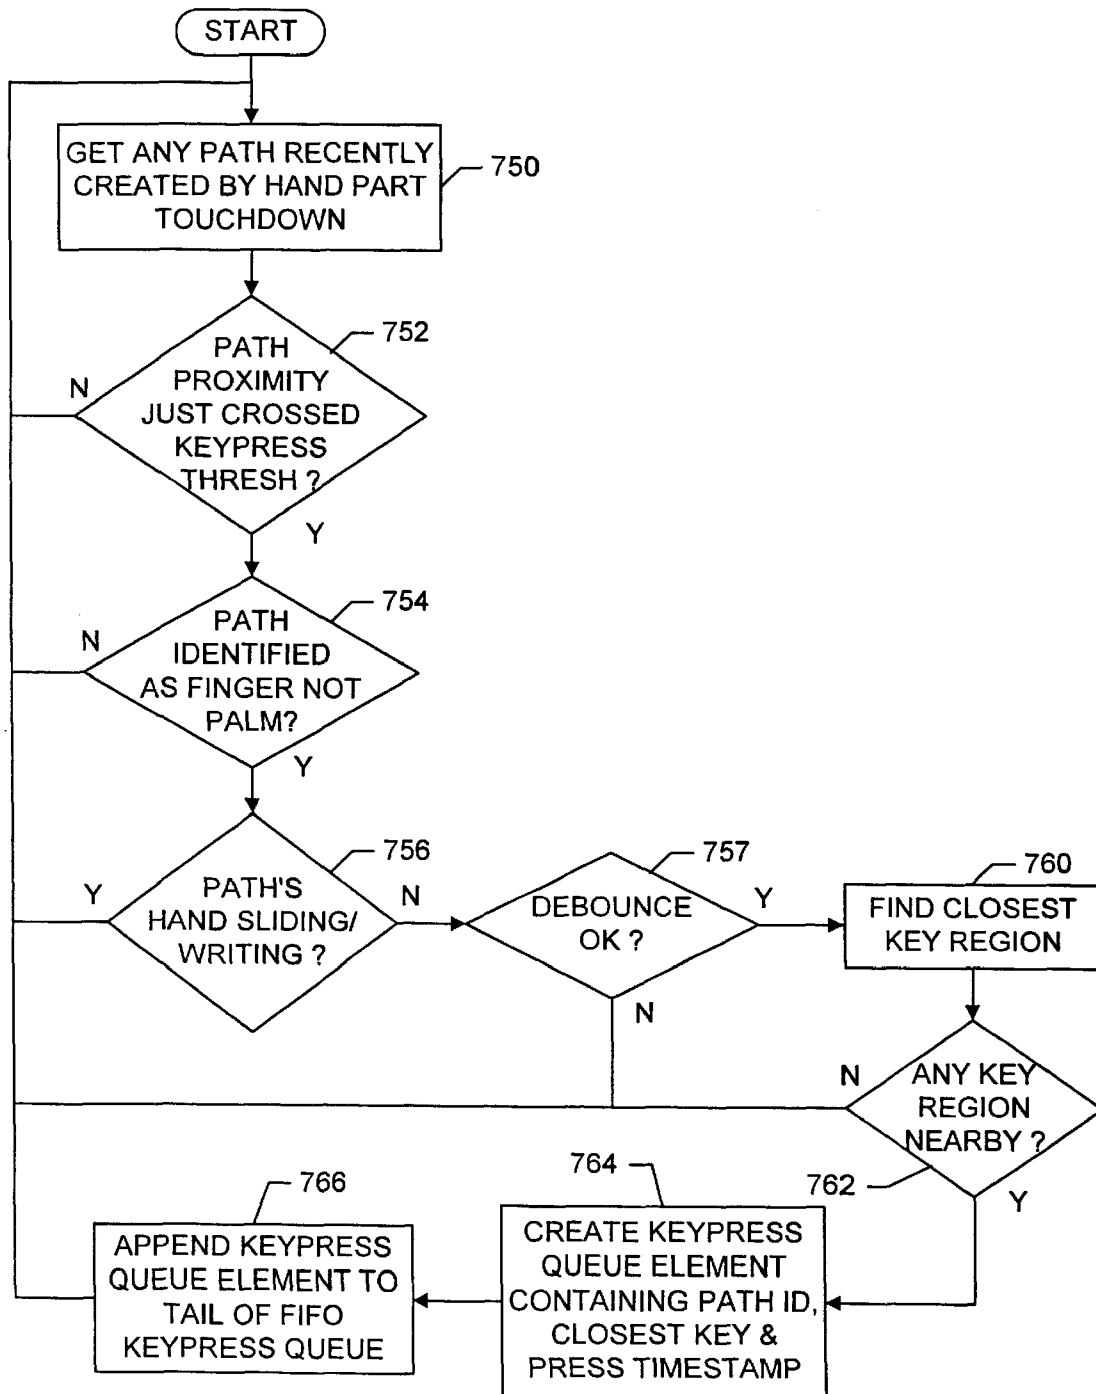 START
GET ANY PATH RECENTLY
CREATED BY HAND PART
TOUCHDOWN
750
752
PATH
PROXIMITY
JUST CROSSED
KEYPRESS
THRESH ?
N
Y
754
PATH
IDENTIFIED
AS FINGER NOT
PALM?
N
Y
756
PATH'S
HAND SLIDING/
WRITING ?
Y
N
757
DEBOUNCE
OK ?
Y
N
760
FIND CLOSEST
KEY REGION
ANY KEY
REGION
NEARBY ?
N
762
Y
764
CREATE KEYPRESS
QUEUE ELEMENT
CONTAINING PATH ID,
CLOSEST KEY &
PRESS TIMESTAMP
766
APPEND KEYPRESS
QUEUE ELEMENT TO
TAIL OF FIFO
KEYPRESS QUEUE